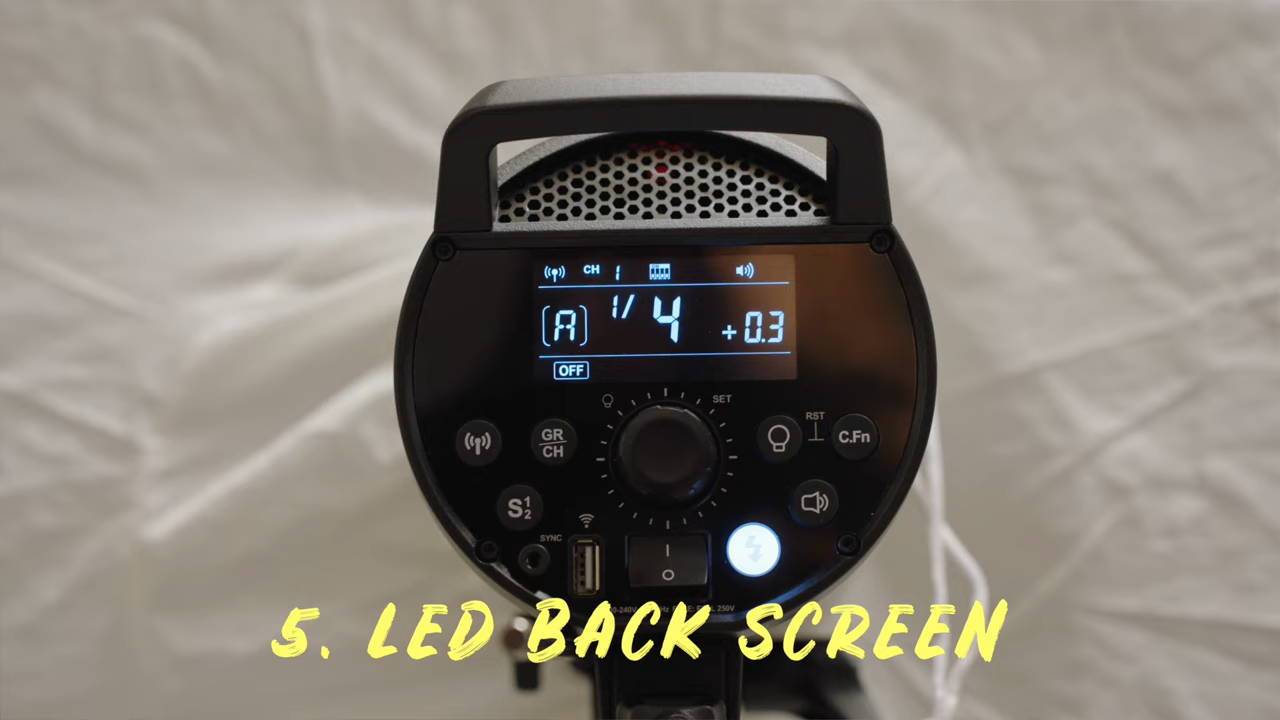 CH 1
[A] 1/4 +0.3
OFF
SET
RST
GR
CH
C.Fn
S1
2
SYNC
I
O
250V
5. LED BACK SCREEN